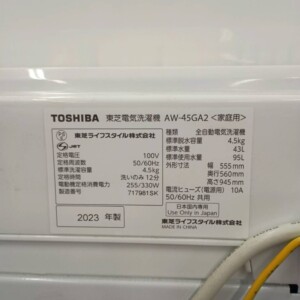 TOSHIBA 東芝電気洗濯機 AW-45GA2 <家庭用>
東芝ライフスタイル株式会社
JET
定格電圧 100V
定格周波数 50/60Hz
標準洗濯容量 4.5kg
洗いのみ 12分
電動機定格消費電力 255/330W
製造番号 717981SK
2023 年製
種類 全自動電気洗濯機
標準脱水容量 4.5kg
標準水量 43L
標準使用水量 95L
外形寸法 幅 555mm
奥行560mm
高さ945mm
電流ヒューズ(電源用) 10A
50/60Hz 共用
日本国内専用
Use Only in Japan
東芝ライフスタイル株式会社
MADE IN CHINA